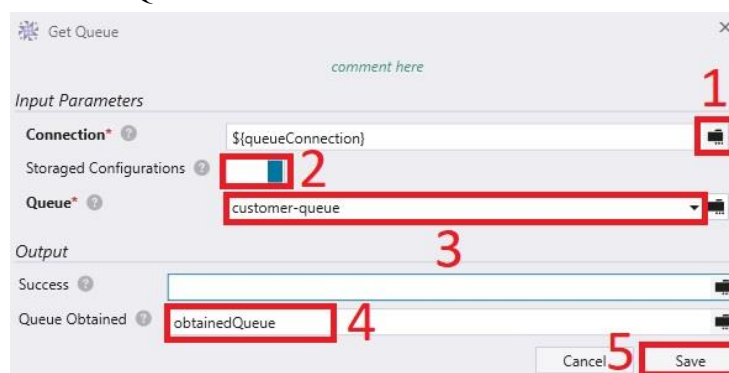 Get Queue
comment here
1
Input Parameters
Connection* ?
${queueConnection}
Storaged Configurations ?
2
Queue* ?
customer-queue
3
Output
Success ?
Queue Obtained ?
obtainedQueue
4
Cancel
5
Save